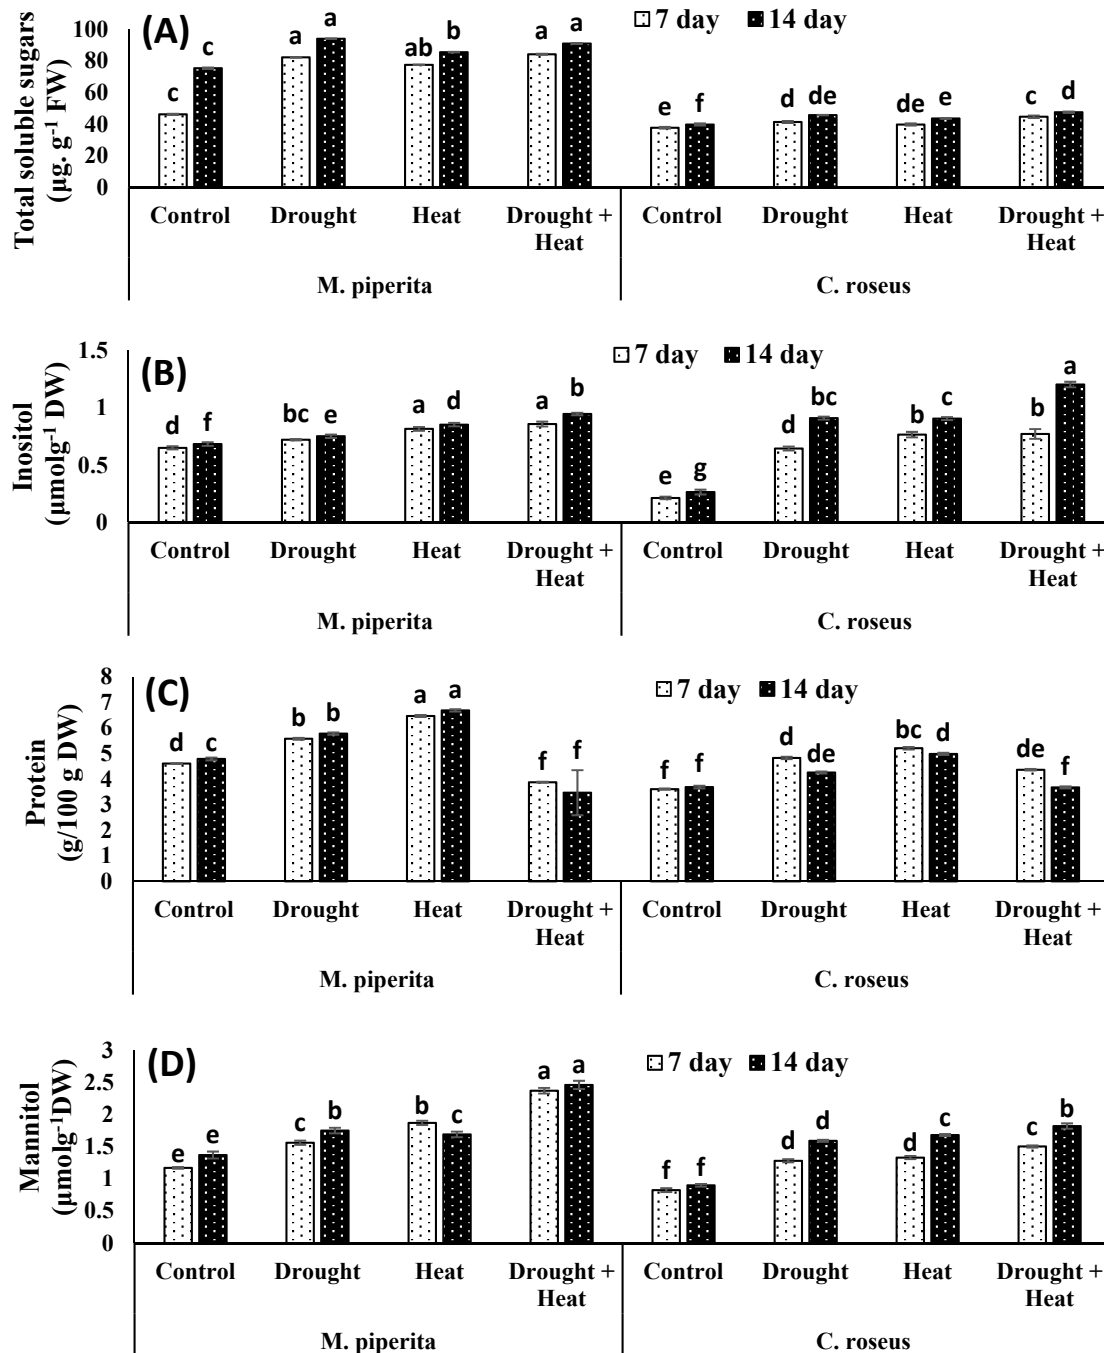 (A)
7 day 14 day
Total soluble sugars
(μg. g-1 FW)
100
80
60
40
20
0
c c a a ab b a a e f d de de e c d
Control Drought Heat Drought + Heat Control Drought Heat Drought + Heat
M. piperita C. roseus
(B)
7 day 14 day
Inositol
(μmolg-1 DW)
1.5
1
0.5
0
d f bc e a d a b e g d bc b c b a
Control Drought Heat Drought + Heat Control Drought Heat Drought + Heat
M. piperita C. roseus
(C)
7 day 14 day
Protein
(g/100 g DW)
8
7
6
5
4
3
2
1
0
d c b b a a f f f f d de bc d de f
Control Drought Heat Drought + Heat Control Drought Heat Drought + Heat
M. piperita C. roseus
(D)
7 day 14 day
Mannitol
(μmolg-1DW)
3
2.5
2
1.5
1
0.5
0
e e c b b c a a f f d d d c c b
Control Drought Heat Drought + Heat Control Drought Heat Drought + Heat
M. piperita C. roseus